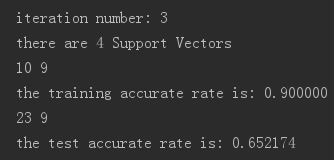 iteration number: 3
there are 4 Support Vectors
10 9
the training accurate rate is: 0.900000
23 9
the test accurate rate is: 0.652174